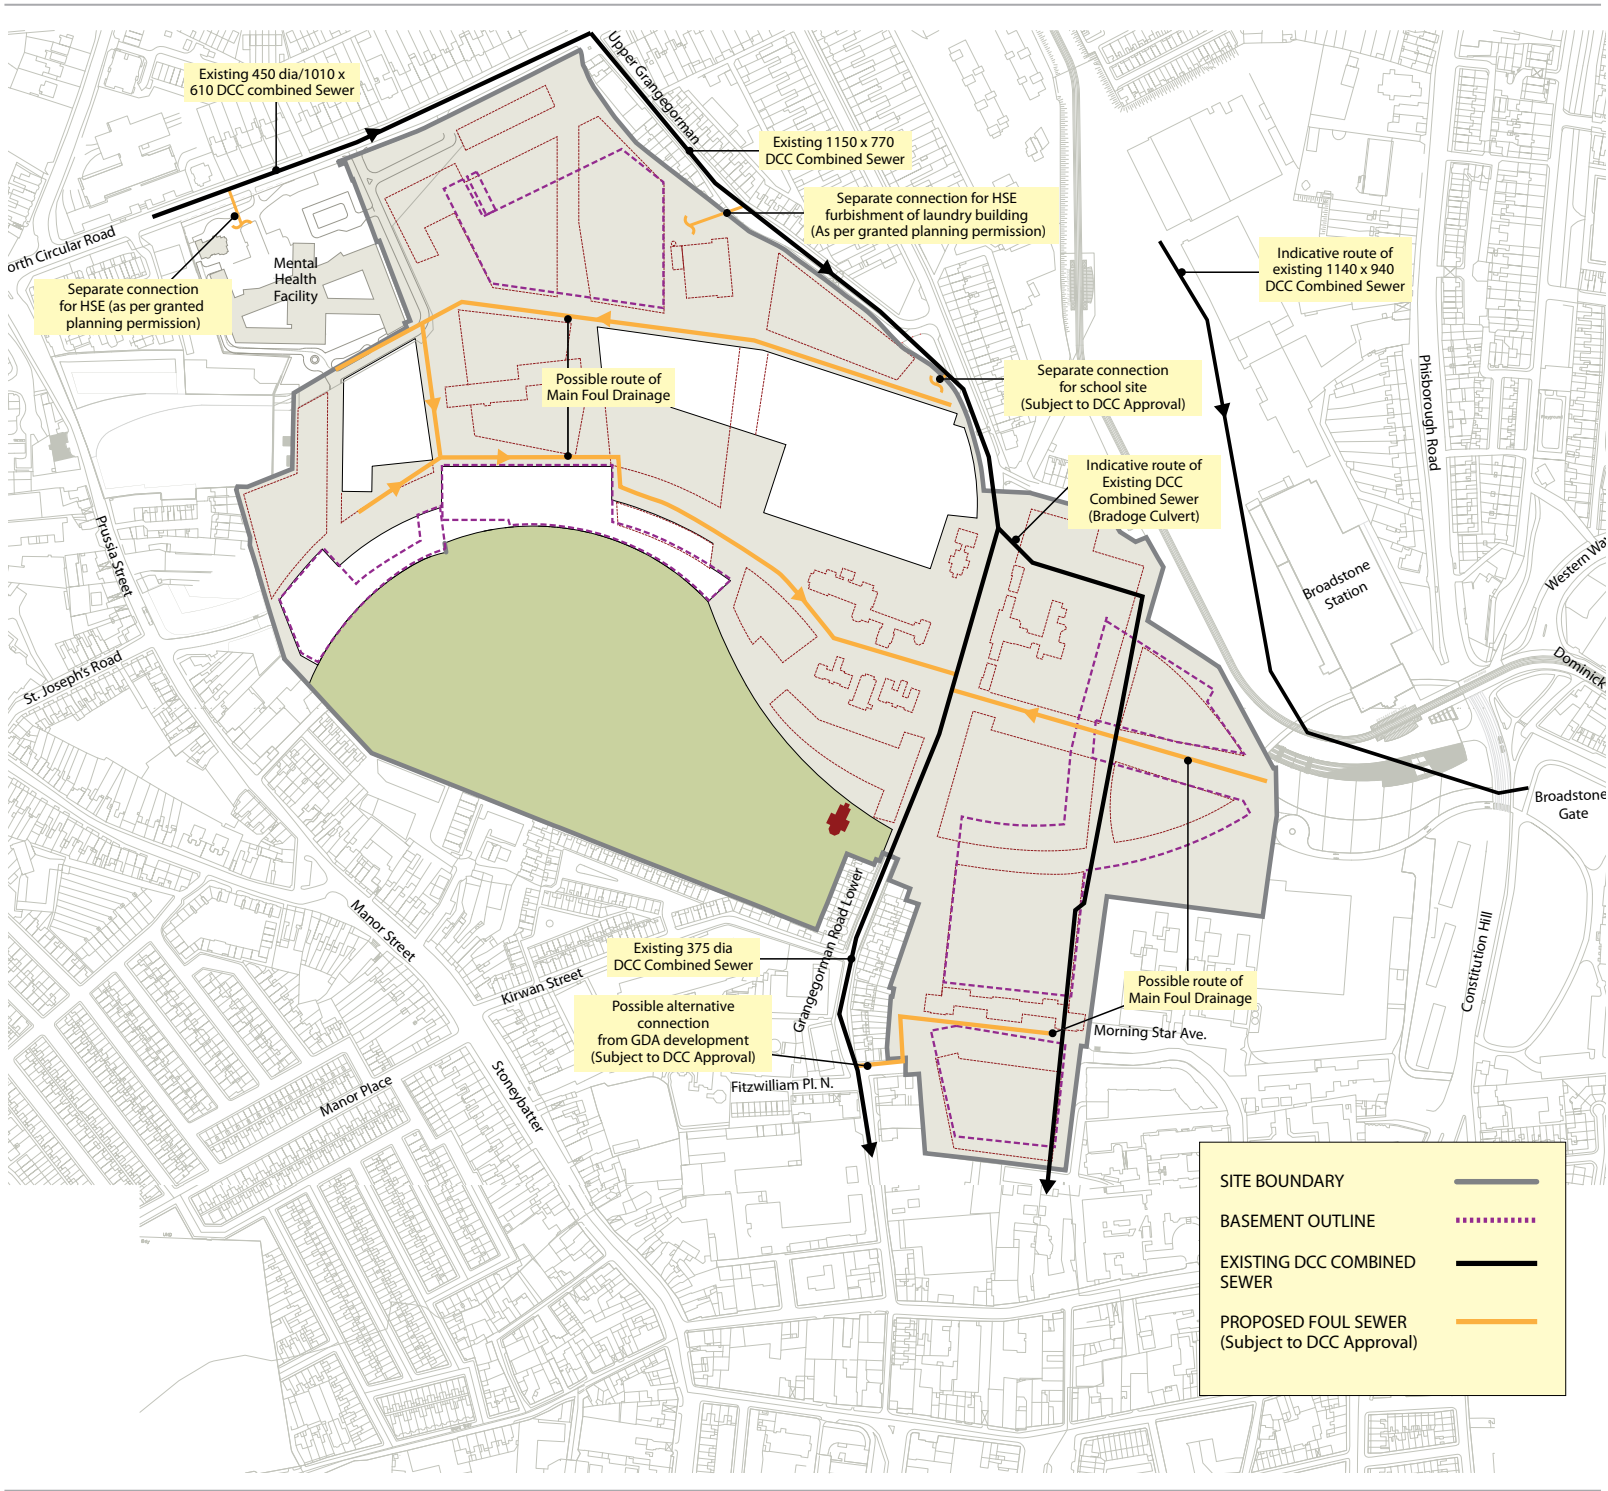 Upper Grangegorman
Existing 450 dia/1010 x
610 DCC combined Sewer
Existing 1150 x 770
DCC Combined Sewer
Separate connection for HSE
furbishment of laundry building
(As per granted planning permission)
orth Circular Road
Mental
Health
Facility
Indicative route of
existing 1140 x 940
DCC Combined Sewer
Separate connection
for HSE (as per granted
planning permission)
Possible route of
Main Foul Drainage
Separate connection
for school site
(Subject to DCC Approval)
Phisborough Road
Indicative route of
Existing DCC
Combined Sewer
(Bradoge Culvert)
Prussia Street
Western Wa
Broadstone
Station
St. Joseph's Road
Dominick
Broadstone
Gate
Manor Street
Grangegorman Road Lower
Constitution Hill
Existing 375 dia
DCC Combined Sewer
Kirwan Street
Possible route of
Main Foul Drainage
Possible alternative
connection
from GDA development
(Subject to DCC Approval)
Morning Star Ave.
Fitzwilliam Pl. N.
Manor Place
Stoneybatter
SITE BOUNDARY
BASEMENT OUTLINE
EXISTING DCC COMBINED
SEWER
PROPOSED FOUL SEWER
(Subject to DCC Approval)